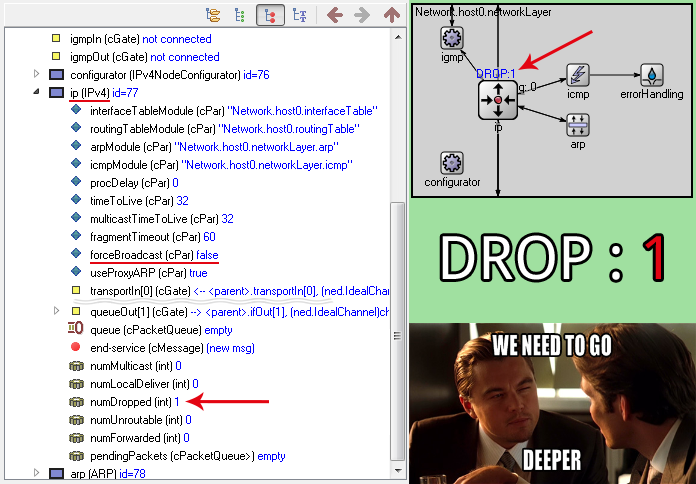 igmpIn (cGate) not connected
igmpOut (cGate) not connected
configurator (IPv4NodeConfigurator) id=76
ip (IPv4) id=77
interfaceTableModule (cPar) "Network.host0.interfaceTable"
routingTableModule (cPar) "Network.host0.routingTable"
arpModule (cPar) "Network.host0.networkLayer.arp"
icmpModule (cPar) "Network.host0.networkLayer.icmp"
procDelay (cPar) 0
timeToLive (cPar) 32
multicastTimeToLive (cPar) 32
fragmentTimeout (cPar) 60
forceBroadcast (cPar) false
useProxyARP (cPar) true
transportIn[0] (cGate) <-- <parent>.transportIn[0], (ned.IdealChan
queueOut[1] (cGate) --> <parent>.ifOut[1], (ned.IdealChannel)ch
queue (cPacketQueue) empty
end-service (cMessage) (new msg)
numMulticast (int) 0
numLocalDeliver (int) 0
numDropped (int) 1
numUnroutable (int) 0
numForwarded (int) 0
pendingPackets (cPacketQueue>) empty
arp (ARP) id=78
Network.host0.networkLayer
igmp
DROP:1
q:.0
icmp
errorHandling
ip
arp
configurator
DROP : 1
WE NEED TO GO
DEEPER